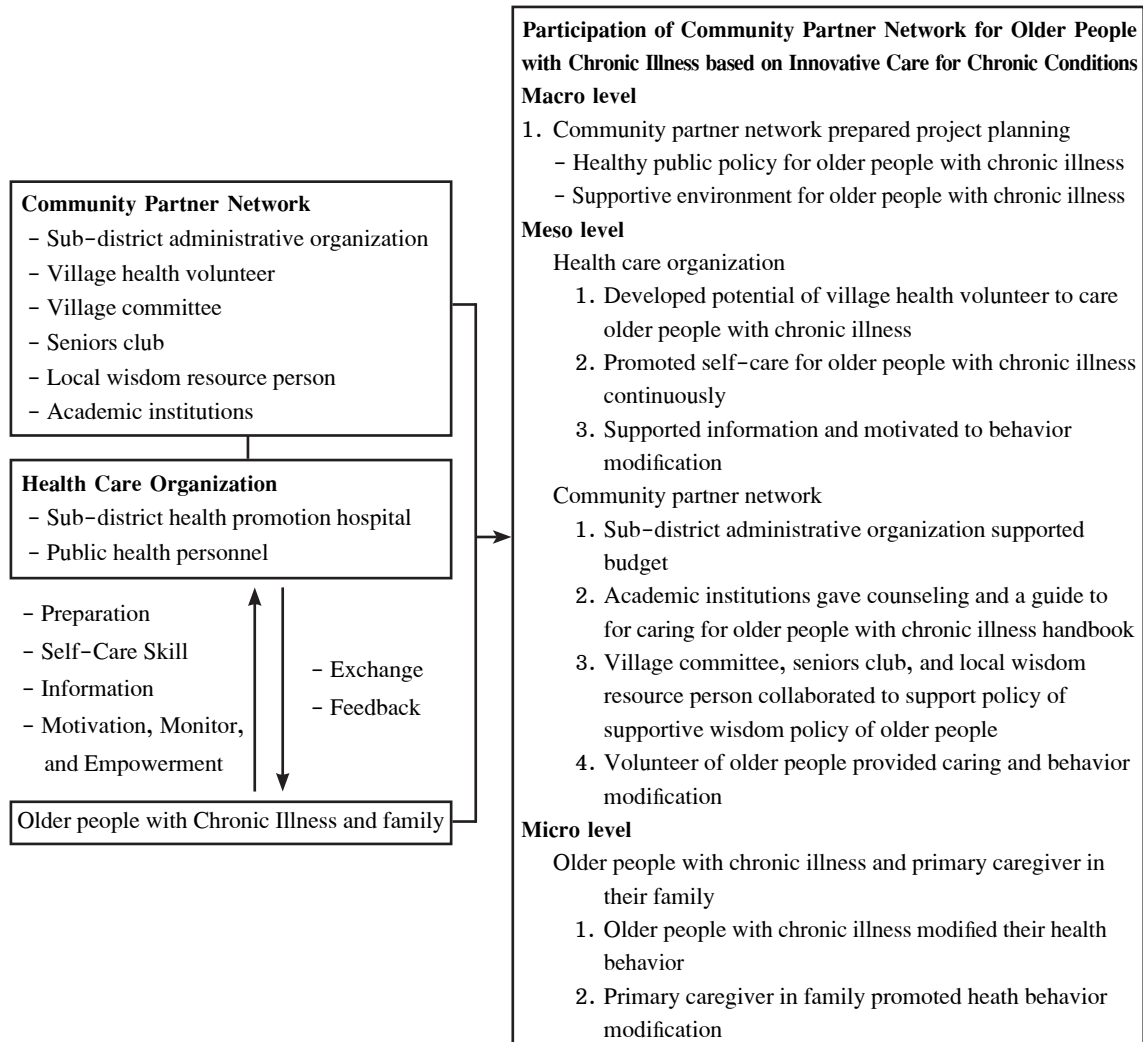 Community Partner Network
- Sub-district administrative organization
- Village health volunteer
- Village committee
- Seniors club
- Local wisdom resource person
- Academic institutions
Health Care Organization
- Sub-district health promotion hospital
- Public health personnel
- Preparation
- Self-Care Skill
- Information
- Motivation, Monitor,
and Empowerment
- Exchange
- Feedback
Older people with Chronic Illness and family
Participation of Community Partner Network for Older People
with Chronic Illness based on Innovative Care for Chronic Conditions
Macro level
1. Community partner network prepared project planning
- Healthy public policy for older people with chronic illness
- Supportive environment for older people with chronic illness
Meso level
Health care organization
1. Developed potential of village health volunteer to care
older people with chronic illness
2. Promoted self-care for older people with chronic illness
continuously
3. Supported information and motivated to behavior
modification
Community partner network
1. Sub-district administrative organization supported
budget
2. Academic institutions gave counseling and a guide to
for caring for older people with chronic illness handbook
3. Village committee, seniors club, and local wisdom
resource person collaborated to support policy of
supportive wisdom policy of older people
4. Volunteer of older people provided caring and behavior
modification
Micro level
Older people with chronic illness and primary caregiver in
their family
1. Older people with chronic illness modified their health
behavior
2. Primary caregiver in family promoted heath behavior
modification